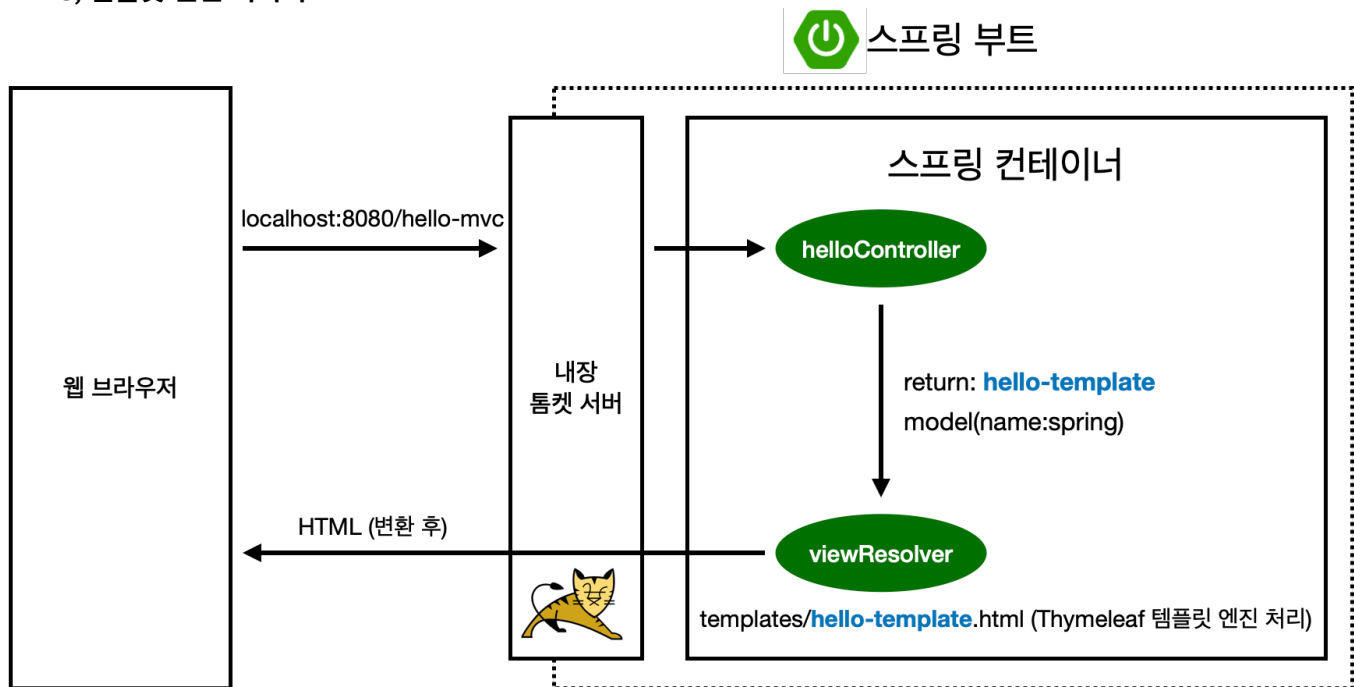 스프링 부트
스프링 컨테이너
localhost:8080/hello-mvc
helloController
웹 브라우저
내장
톰켓 서버
return: hello-template
model(name:spring)
HTML (변환 후)
viewResolver
templates/hello-template.html (Thymeleaf 템플릿 엔진 처리)